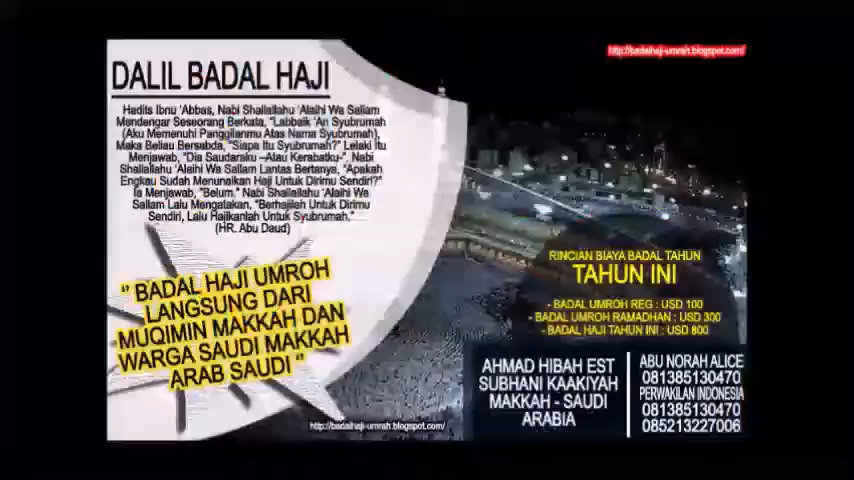 http://badalhaji-umrah.blogspot.com/
DALIL BADAL HAJI
Hadits Ibnu 'Abbas, Nabi Shallallahu 'Alaihi Wa Sallam
Mendengar Seseorang Berkata, "Labbaik 'An Syubrumah
(Aku Memenuhi Panggilanmu Atas Nama Syubrumah),
Maka Beliau Bersabda, "Siapa Itu Syubrumah?" Lelaki Itu
Menjawab, "Dia Saudaraku –Atau Kerabatku-", Nabi
Shallallahu 'Alaihi Wa Sallam Lantas Bertanya, "Apakah
Engkau Sudah Menunaikan Haji Untuk Dirimu Sendiri?"
Ia Menjawab, "Belum." Nabi Shallallahu 'Alaihi Wa
Sallam Lalu Mengatakan, "Berhajilah Untuk Dirimu
Sendiri, Lalu Hajikanlah Untuk Syubrumah."
(HR. Abu Daud)
" BADAL HAJI UMROH
LANGSUNG DARI
MUQIMIN MAKKAH DAN
WARGA SAUDI MAKKAH
ARAB SAUDI "
RINCIAN BIAYA BADAL TAHUN
TAHUN INI
- BADAL UMROH REG : USD 100
- BADAL UMROH RAMADHAN : USD 300
- BADAL HAJI TAHUN INI : USD 800
AHMAD HIBAH EST
SUBHANI KAAKIYAH
MAKKAH - SAUDI
ARABIA
ABU NORAH ALICE
081385130470
PERWAKILAN INDONESIA
081385130470
085213227006
http://badalhaji-umrah.blogspot.com/